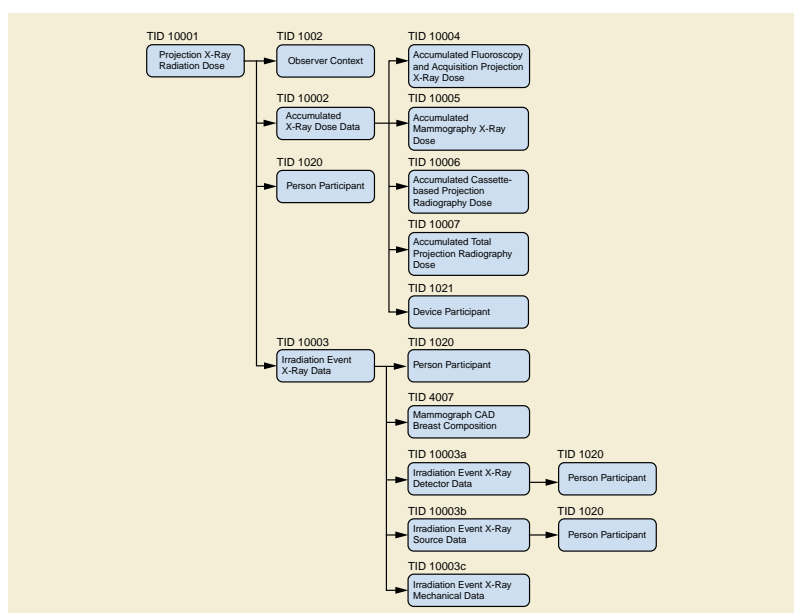 TID 10001
Projection X-Ray
Radiation Dose
TID 1002
Observer Context
TID 10002
Accumulated
X-Ray Dose Data
TID 1020
Person Participant
TID 10003
Irradiation Event
X-Ray Data
TID 10004
Accumulated Fluoroscopy
and Acquisition Projection
X-Ray Dose
TID 10005
Accumulated
Mammography X-Ray
Dose
TID 10006
Accumulated Cassette-
based Projection
Radiography Dose
TID 10007
Accumulated Total
Projection Radiography
Dose
TID 1021
Device Participant
TID 1020
Person Participant
TID 4007
Mammograph CAD
Breast Composition
TID 10003a
Irradiation Event X-Ray
Detector Data
TID 1020
Person Participant
TID 10003b
Irradiation Event X-Ray
Source Data
TID 1020
Person Participant
TID 10003c
Irradiation Event X-Ray
Mechanical Data